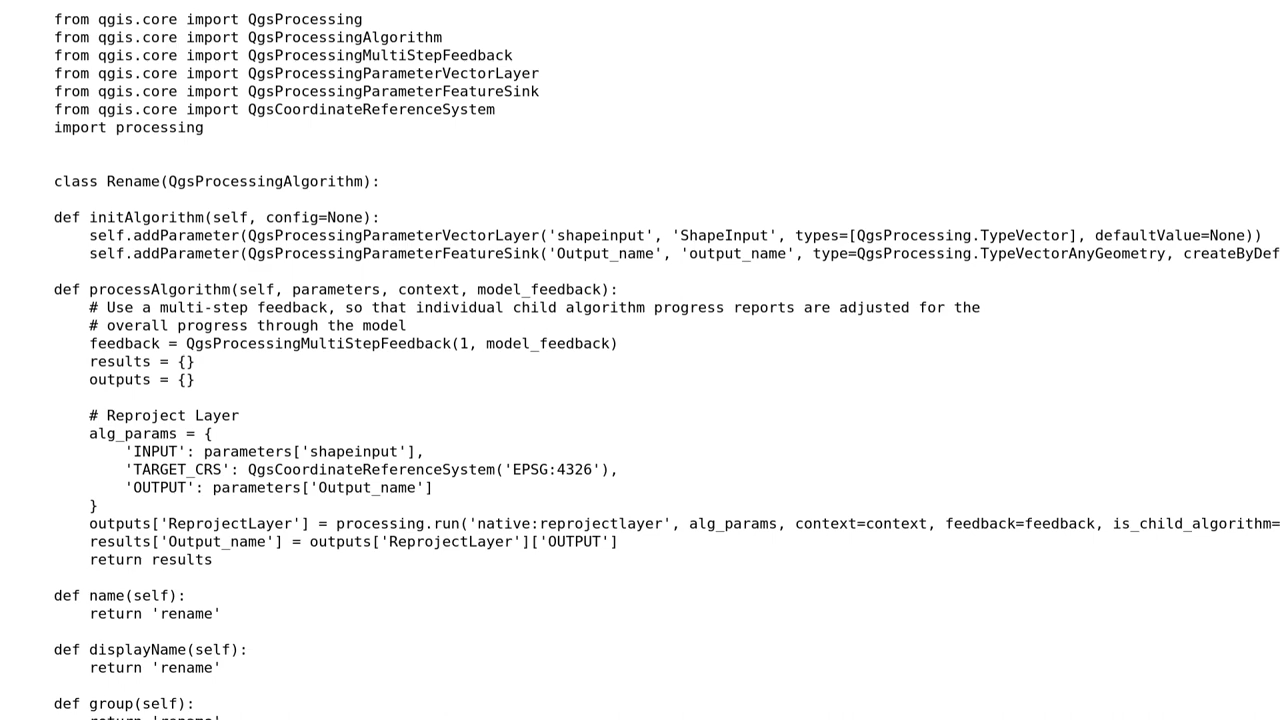 from qgis.core import QgsProcessing
from qgis.core import QgsProcessingAlgorithm
from qgis.core import QgsProcessingMultiStepFeedback
from qgis.core import QgsProcessingParameterVectorLayer
from qgis.core import QgsProcessingParameterFeatureSink
from qgis.core import QgsCoordinateReferenceSystem
import processing
class Rename(QgsProcessingAlgorithm):
def initAlgorithm(self, config=None):
    self.addParameter(QgsProcessingParameterVectorLayer('shapeinput', 'ShapeInput', types=[QgsProcessing.TypeVector], defaultValue=None))
    self.addParameter(QgsProcessingParameterFeatureSink('Output_name', 'output_name', type=QgsProcessing.TypeVectorAnyGeometry, createByDef
def processAlgorithm(self, parameters, context, model_feedback):
    # Use a multi-step feedback, so that individual child algorithm progress reports are adjusted for the
    # overall progress through the model
    feedback = QgsProcessingMultiStepFeedback(1, model_feedback)
    results = {}
    outputs = {}
    # Reproject Layer
    alg_params = {
        'INPUT': parameters['shapeinput'],
        'TARGET_CRS': QgsCoordinateReferenceSystem('EPSG:4326'),
        'OUTPUT': parameters['Output_name']
    }
    outputs['ReprojectLayer'] = processing.run('native:reprojectlayer', alg_params, context=context, feedback=feedback, is_child_algorithm=
    results['Output_name'] = outputs['ReprojectLayer']['OUTPUT']
    return results
def name(self):
    return 'rename'
def displayName(self):
    return 'rename'
def group(self):
    return 'rename'